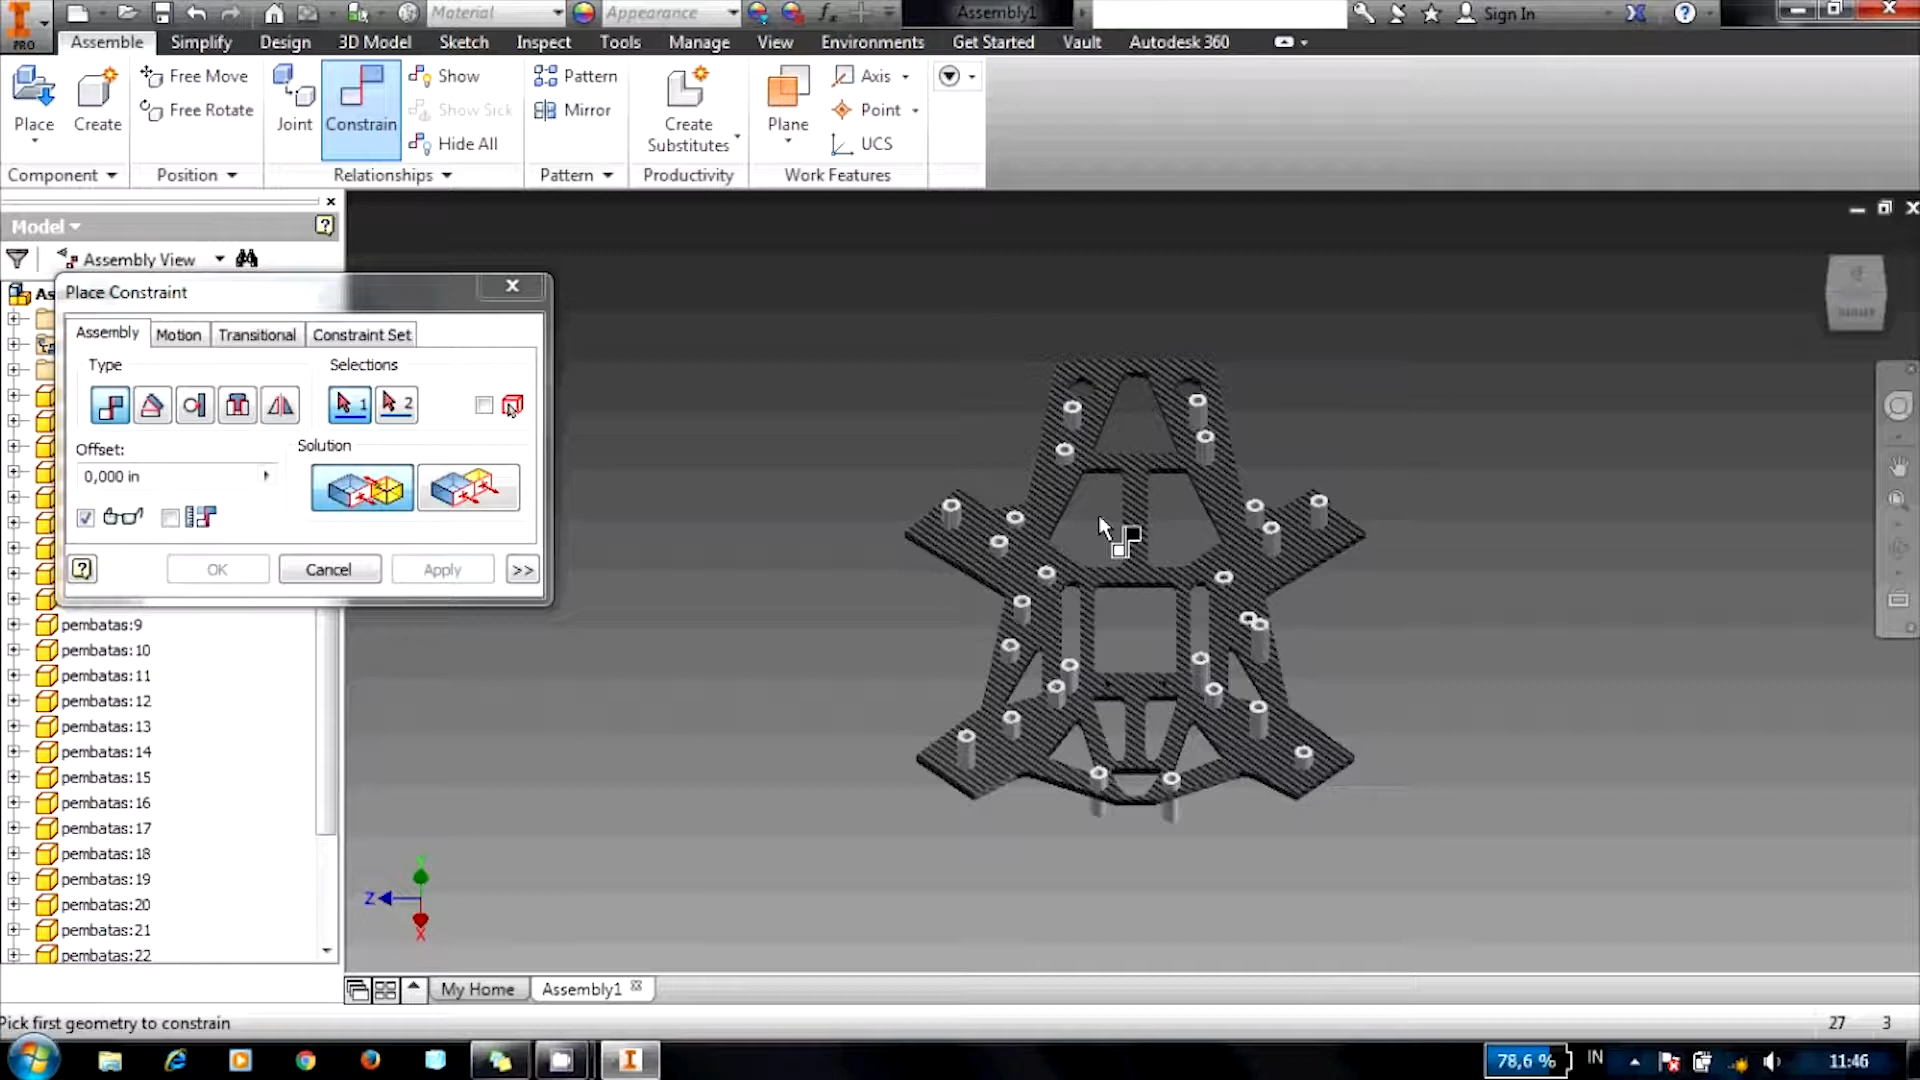 Material
Appearance
fx
Assembly1
Sign In
PRO
Assemble
Simplify
Design
3D Model
Sketch
Inspect
Tools
Manage
View
Environments
Get Started
Vault
Autodesk 360
Place
Create
Free Move
Free Rotate
Joint
Constrain
Show
Show Sick
Hide All
Pattern
Mirror
Create
Substitutes
Plane
Axis
Point
UCS
Component
Position
Relationships
Pattern
Productivity
Work Features
Model
Assembly View
As
Place Constraint
Assembly
Motion
Transitional
Constraint Set
Type
Selections
1
2
Offset:
Solution
0,000 in
OK
Cancel
Apply
>>
pembatas:9
pembatas:10
pembatas:11
pembatas:12
pembatas:13
pembatas:14
pembatas:15
pembatas:16
pembatas:17
pembatas:18
pembatas:19
pembatas:20
pembatas:21
pembatas:22
Z
X
My Home
Assembly1
Pick first geometry to constrain
27
3
78,6 %
IN
11:46